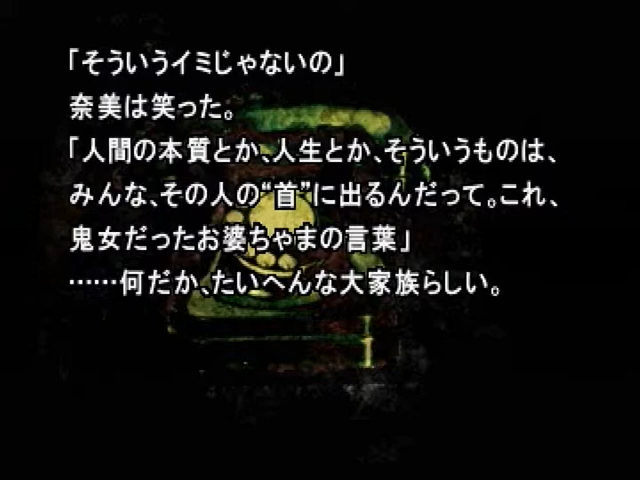 「そういうイミじゃないの」
奈美は笑った。
「人間の本質とか、人生とか、そういうものは、
みんな、その人の“首”に出るんだって。これ、
鬼女だったお婆ちゃまの言葉」
……何だか、たいへんな大家族らしい。